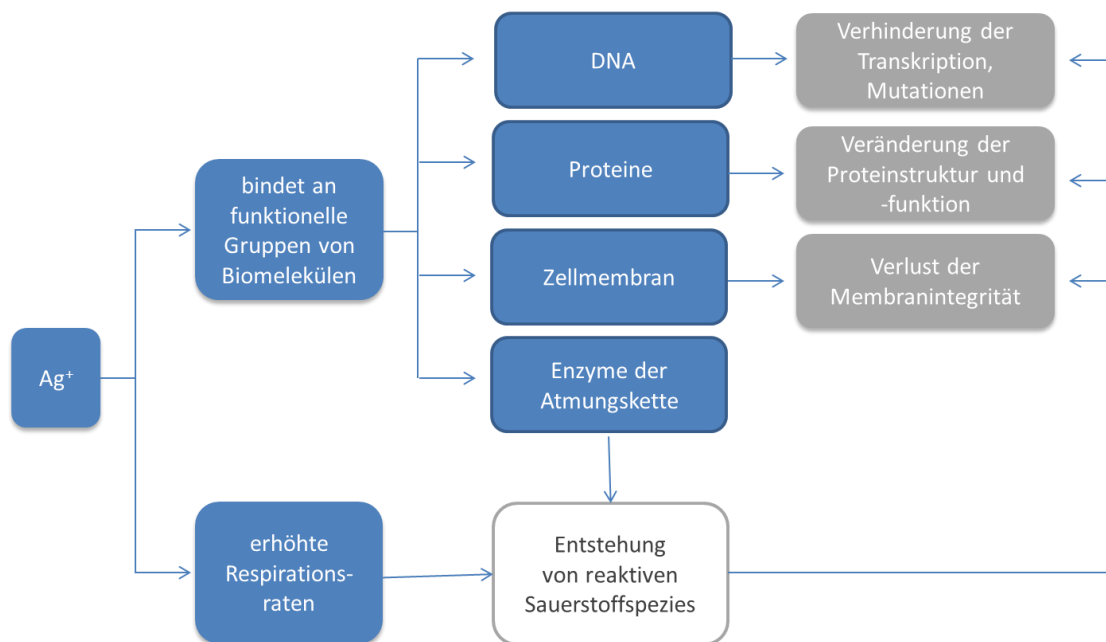 Ag⁺
bindet an
funktionelle
Gruppen von
Biomelekülen
erhöhte
Respirations-
raten
DNA
Proteine
Zellmembran
Enzyme der
Atmungskette
Entstehung
von reaktiven
Sauerstoffspezies
Verhinderung der
Transkription,
Mutationen
Veränderung der
Proteinstruktur und
-funktion
Verlust der
Membranintegrität